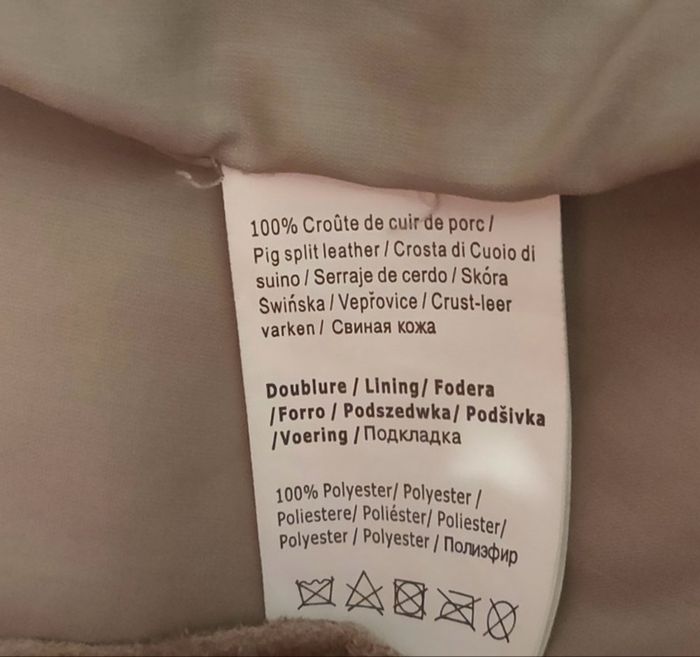 100% Croûte de cuir de porc /
Pig split leather / Crosta di Cuoio di
suino / Serraje de cerdo / Skóra
Swińska / Vepřovice / Crust-leer
varken / Свиная кожа
Doublure / Lining/ Fodera
/Forro / Podszedwka/ Podšivka
/Voering / Подкладка
100% Polyester/ Polyester /
Poliestere/ Poliéster/ Poliester/
Polyester / Polyester / Полиэфир